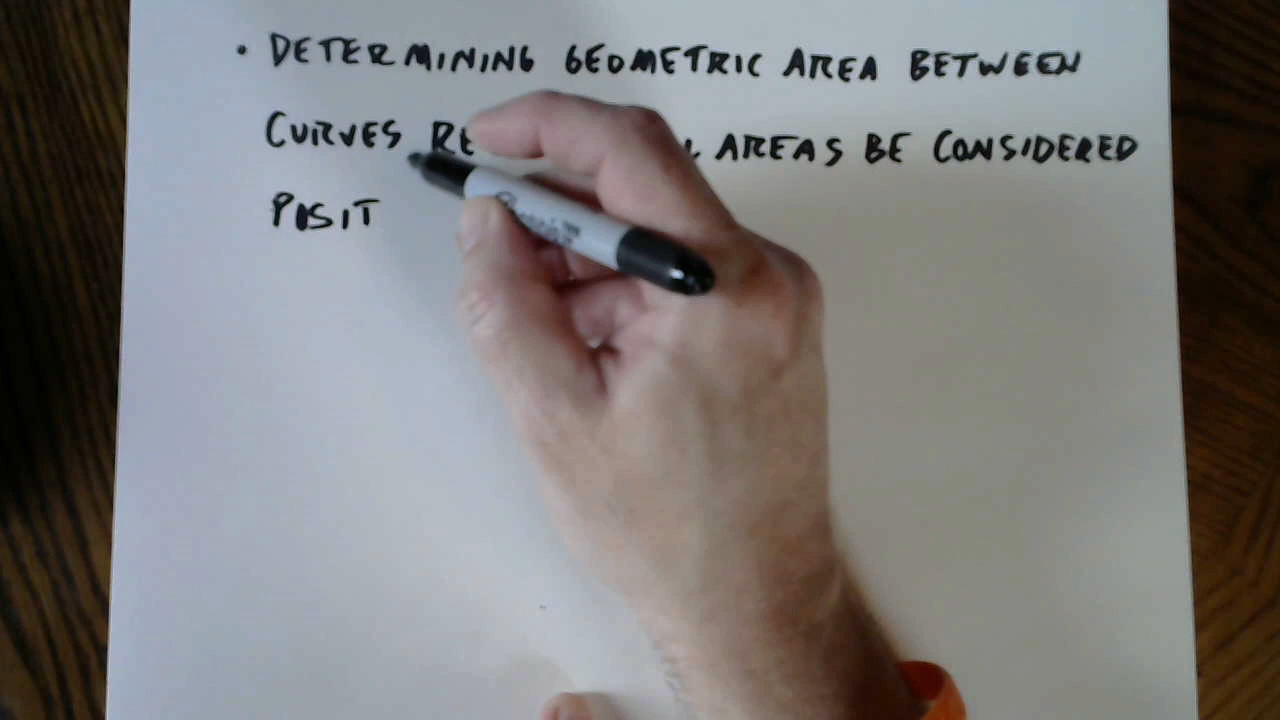 • DETERMINING GEOMETRIC AREA BETWEEN
CURVES AREAS BE CONSIDERED
POSIT